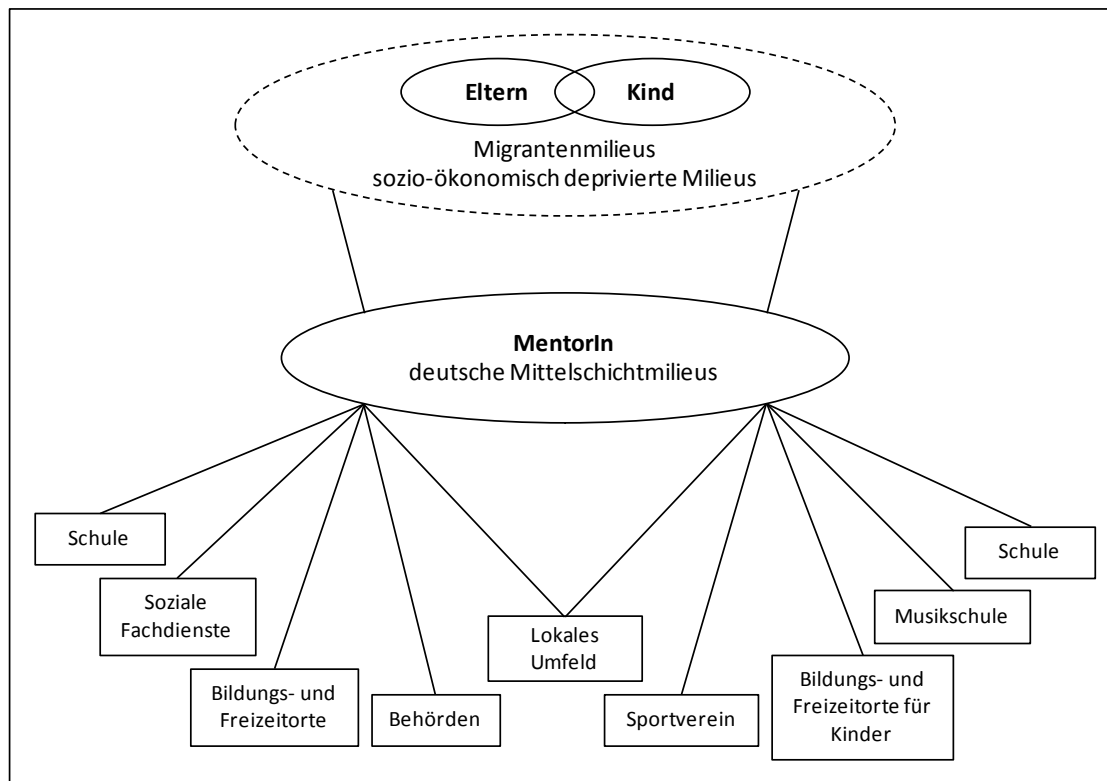 Eltern Kind
Migrantenmilieus
sozio-ökonomisch deprivierte Milieus
MentorIn
deutsche Mittelschichtmilieus
Schule
Soziale
Fachdienste
Bildungs- und
Freizeitorte
Behörden
Lokales
Umfeld
Sportverein
Bildungs- und
Freizeitorte für
Kinder
Musikschule
Schule